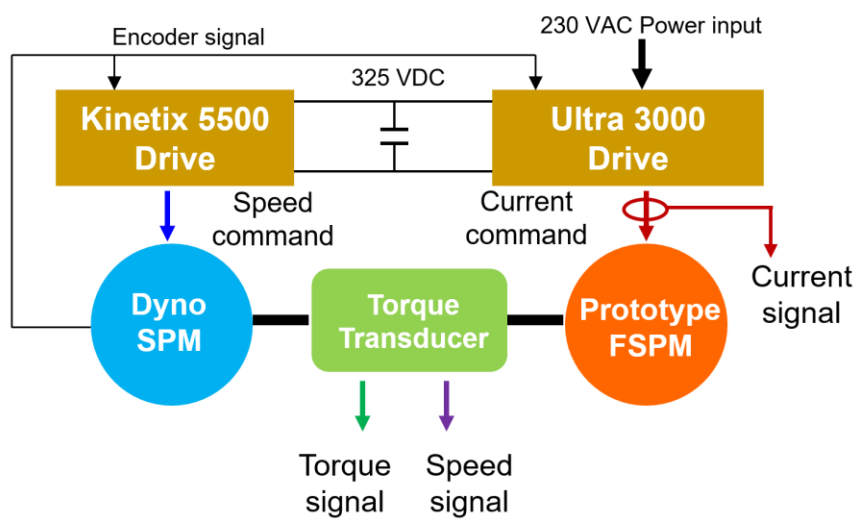 230 VAC Power input
Encoder signal
325 VDC
Kinetix 5500
Drive
Ultra 3000
Drive
Speed
command
Current
command
Current
signal
Dyno
SPM
Torque
Transducer
Prototype
FSPM
Torque
signal
Speed
signal